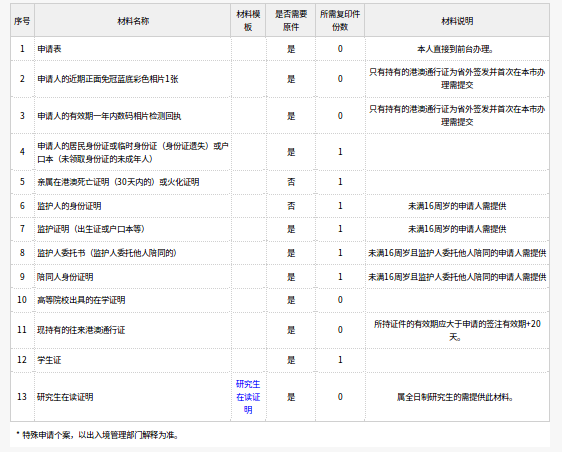 序号 材料名称 材料模板 是否需要原件 所需复印件份数 材料说明
1 申请表 是 0 本人直接到前台办理。
2 申请人的近期正面免冠蓝底彩色相片1张 是 0 只有持有的港澳通行证为省外签发并首次在本市办理需提交
3 申请人的有效期一年内数码相片检测回执 是 0 只有持有的港澳通行证为省外签发并首次在本市办理需提交
4 申请人的居民身份证或临时身份证（身份证遗失）或户口本（未领取身份证的未成年人） 是 1
5 亲属在港澳死亡证明（30天内的）或火化证明 否 1
6 监护人的身份证明 否 1 未满16周岁的申请人需提供
7 监护证明（出生证或户口本等） 是 1 未满16周岁的申请人需提供
8 监护人委托书（监护人委托他人陪同的） 是 1 未满16周岁且监护人委托他人陪同的申请人需提供
9 陪同人身份证明 是 1 未满16周岁且监护人委托他人陪同的申请人需提供
10 高等院校出具的在学证明 是 0
11 现持有的往来港澳通行证 是 0 所持证件的有效期应大于申请的签注有效期+20天。
12 学生证 是 1
13 研究生在读证明 研究生在读证明 是 0 属全日制研究生的需提供此材料。
* 特殊申请个案，以出入境管理部门解释为准。